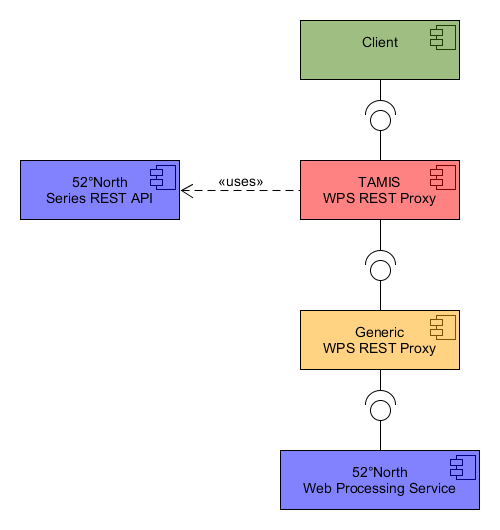 Client
«uses»
52°North
Series REST API
TAMIS
WPS REST Proxy
Generic
WPS REST Proxy
52°North
Web Processing Service